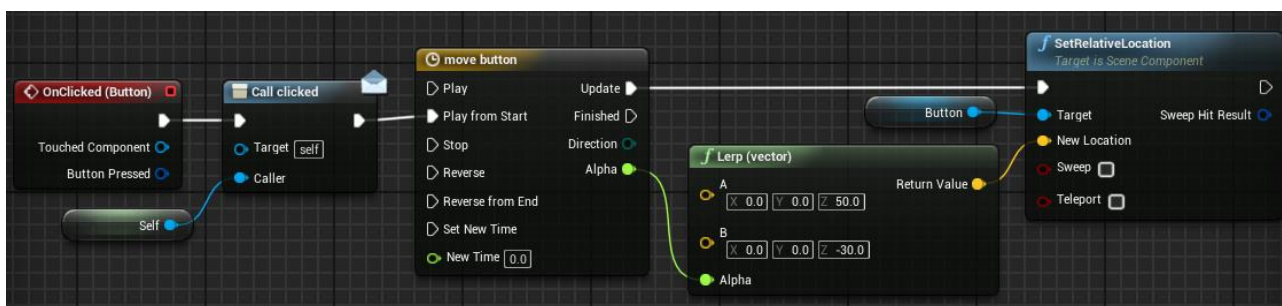 OnClicked (Button)
Touched Component
Button Pressed
Self
Call clicked
Target self
Caller
move button
Play
Update
Play from Start
Finished
Stop
Direction
Reverse
Alpha
Reverse from End
Set New Time
New Time 0.0
Lerp (vector)
A
X 0.0 Y 0.0 Z 50.0
Return Value
B
X 0.0 Y 0.0 Z -30.0
Alpha
Button
SetRelativeLocation
Target is Scene Component
Target
Sweep Hit Result
New Location
Sweep
Teleport